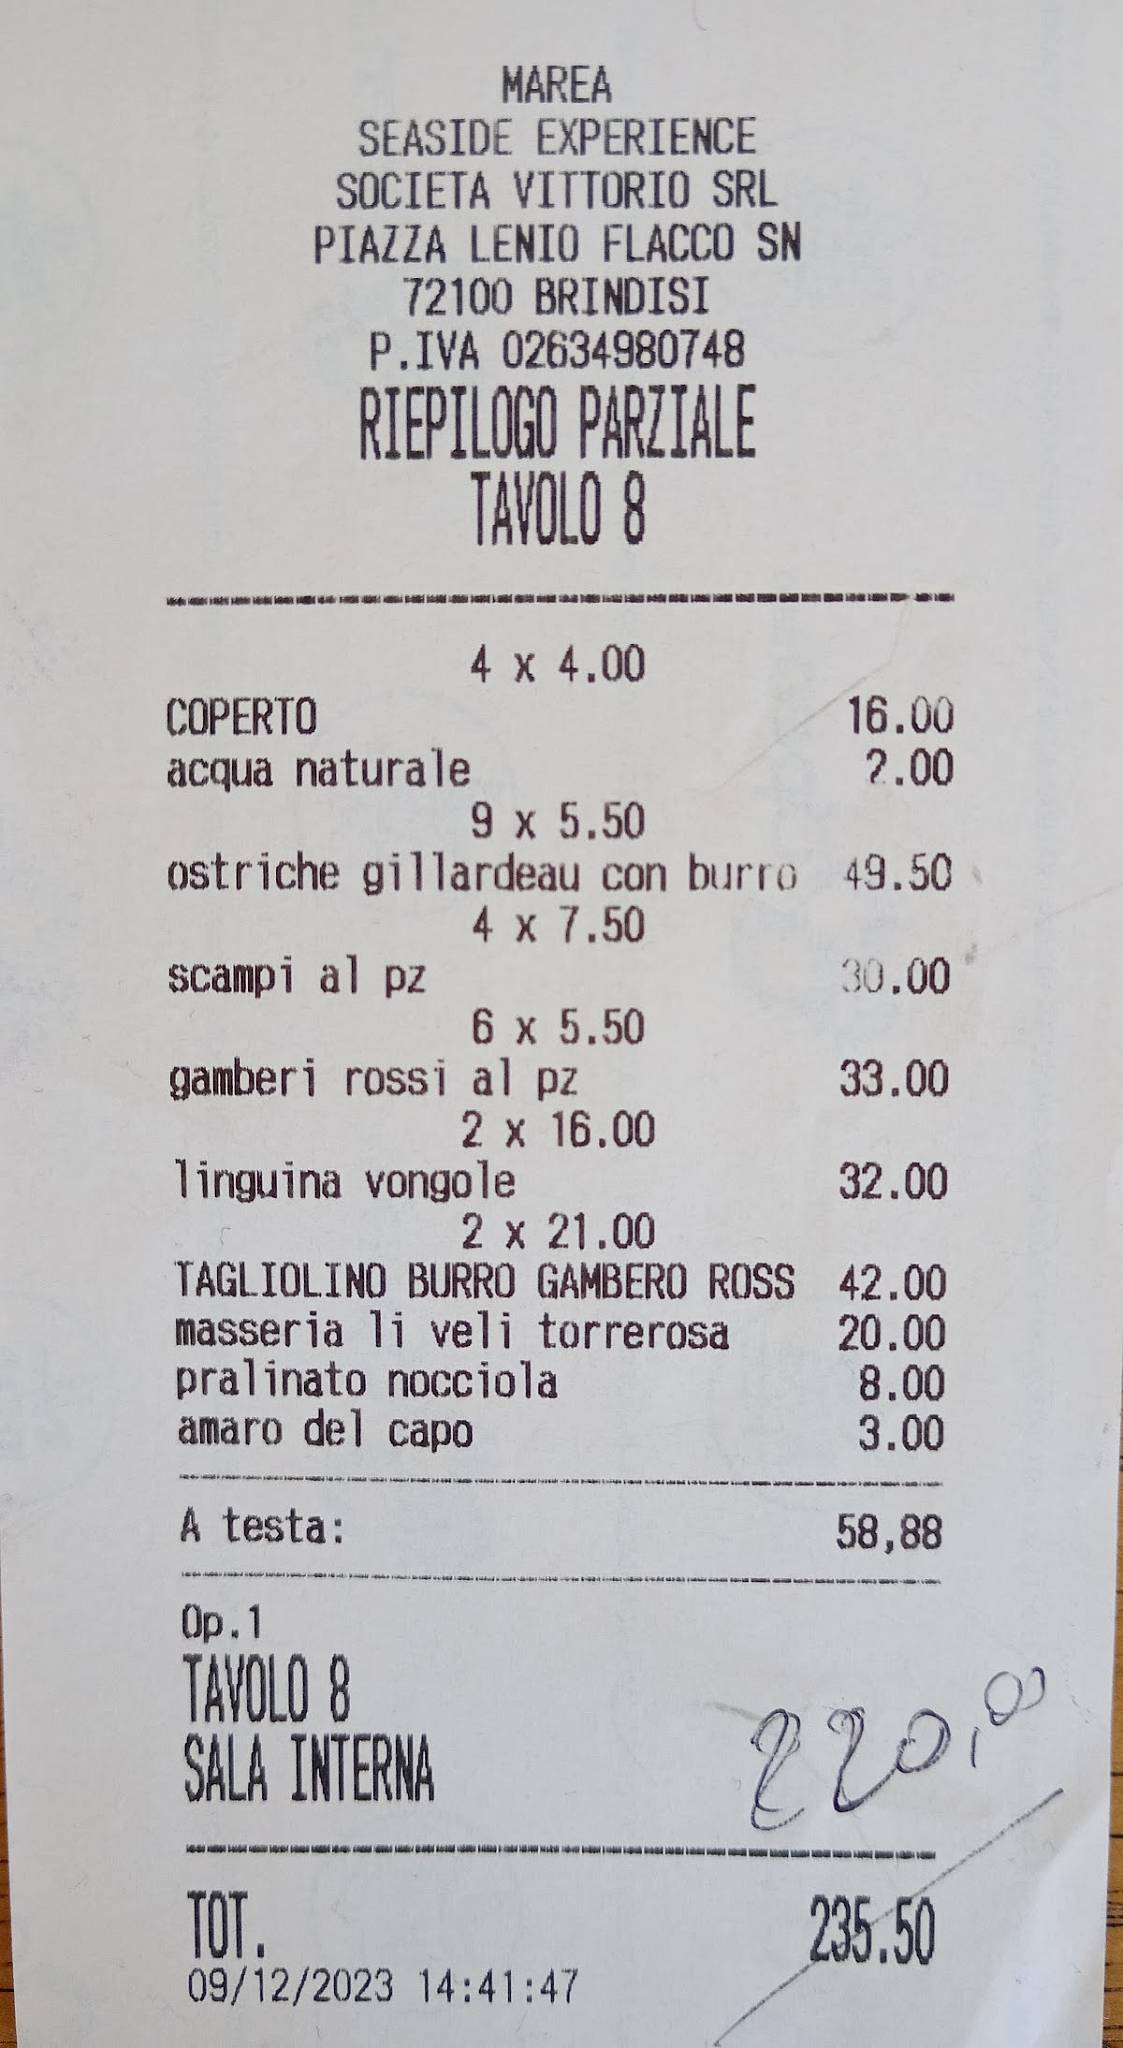 MAREA
SEASIDE EXPERIENCE
SOCIETA VITTORIO SRL
PIAZZA LENIO FLACCO SN
72100 BRINDISI
P.IVA 02634980748
RIEPILOGO PARZIALE
TAVOLO 8
4 x 4.00
COPERTO 16.00
acqua naturale 2.00
9 x 5.50
ostriche gillardeau con burro 49.50
4 x 7.50
scampi al pz 30.00
6 x 5.50
gamberi rossi al pz 33.00
2 x 16.00
linguina vongole 32.00
2 x 21.00
TAGLIOLINO BURRO GAMBERO ROSS 42.00
masseria li veli torrerosa 20.00
pralinato nocciola 8.00
amaro del capo 3.00
A testa: 58,88
Op.1
TAVOLO 8
SALA INTERNA
220,00
TOT. 235.50
09/12/2023 14:41:47